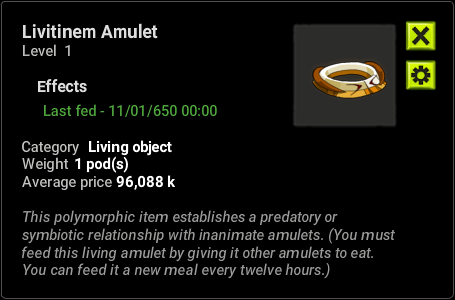 Livitinem Amulet
Level 1
Effects
Last fed - 11/01/650 00:00
Category Living object
Weight 1 pod(s)
Average price 96,088 k
This polymorphic item establishes a predatory or
symbiotic relationship with inanimate amulets. (You must
feed this living amulet by giving it other amulets to eat.
You can feed it a new meal every twelve hours.)